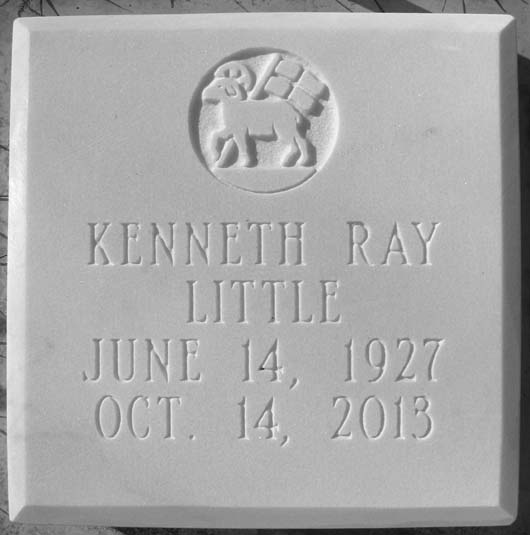 KENNETH RAY
LITTLE
JUNE 14, 1927
OCT. 14, 2013